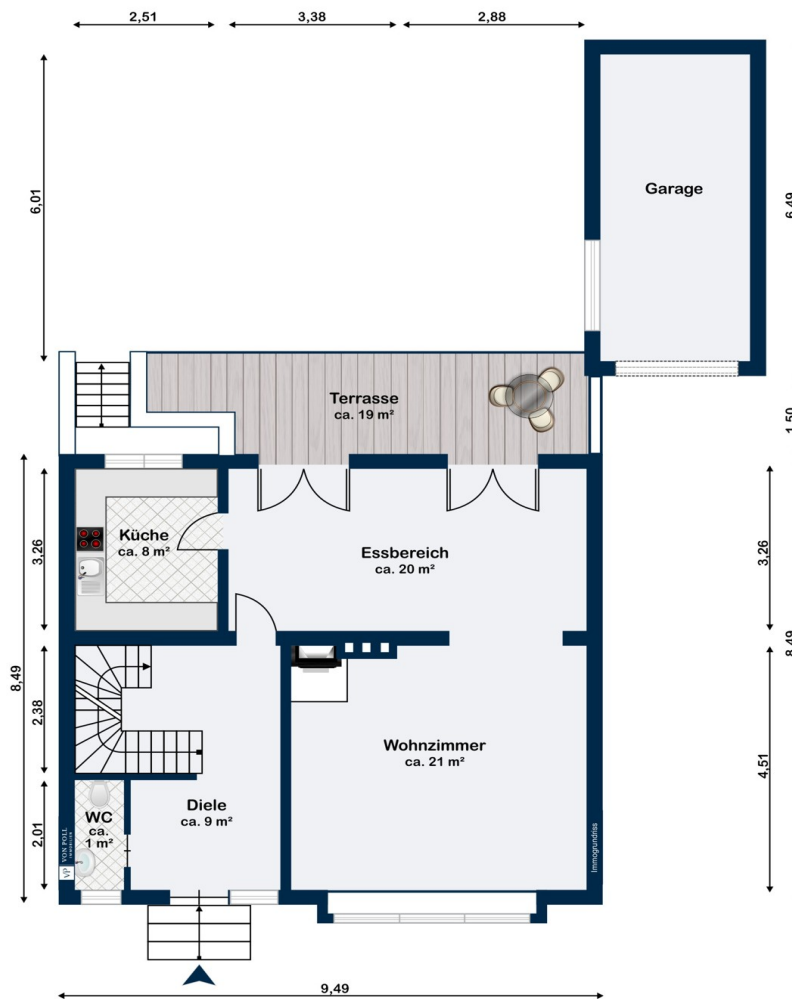 2,51
3,38
2,88
6,01
Garage
6,49
Terrasse
ca. 19 m²
1,50
Küche
ca. 8 m²
Essbereich
ca. 20 m²
3,26
3,26
8,49
8,49
2,38
Wohnzimmer
ca. 21 m²
4,51
WC
ca.
1 m²
Diele
ca. 9 m²
2,01
VP VON POLL
IMMOBILIEN
Immogrundriss
9,49